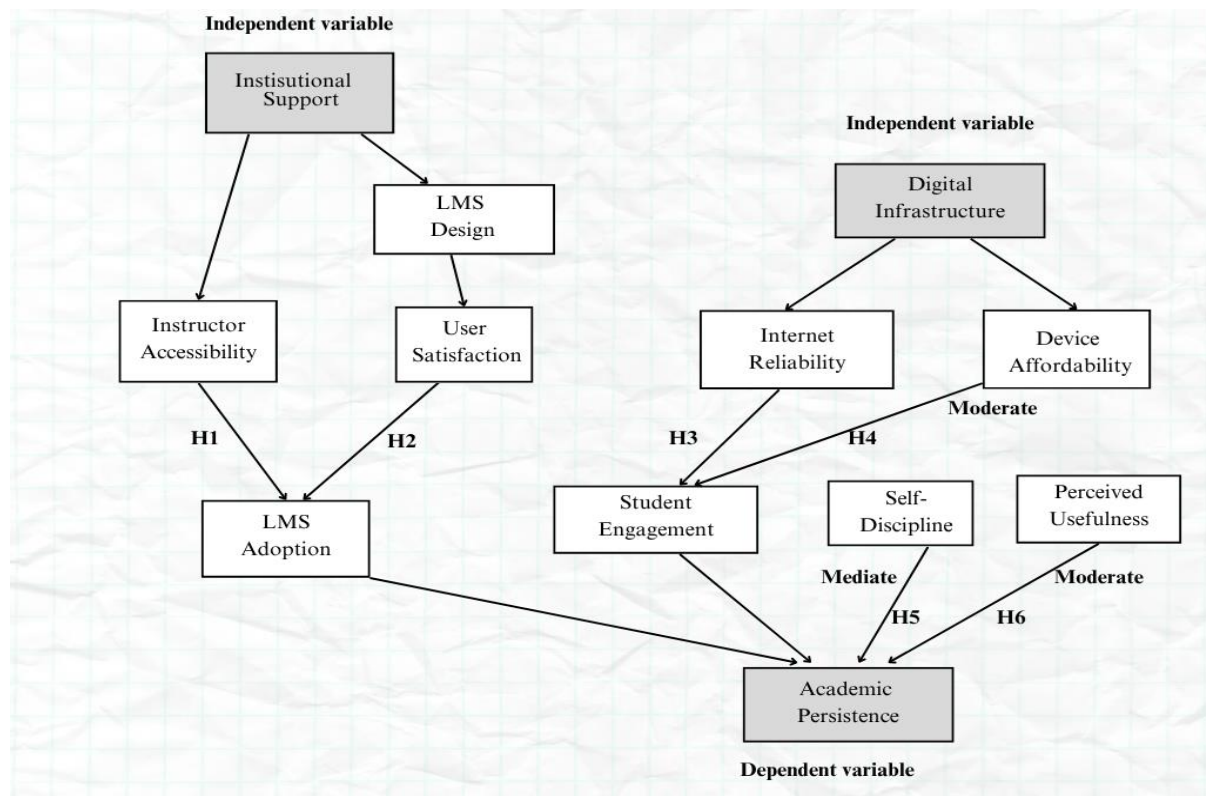 Independent variable
Instisutional
Support
Independent variable
Digital
Infrastructure
LMS
Design
Instructor
Accessibility
User
Satisfaction
Internet
Reliability
Device
Affordability
Moderate
H1
H2
H3
H4
LMS
Adoption
Student
Engagement
Self-
Discipline
Perceived
Usefulness
Mediate
Moderate
H5
H6
Academic
Persistence
Dependent variable